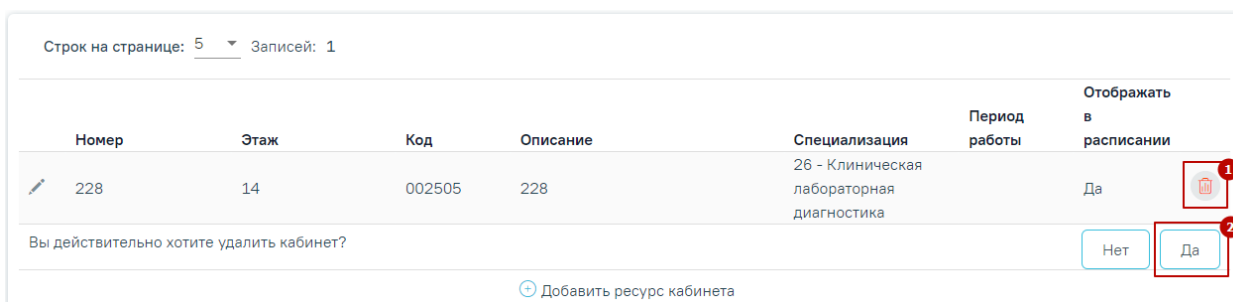 Строк на странице: 5 Записей: 1
Номер Этаж Код Описание Специализация Период работы Отображать в расписании
228 14 002505 228 26 - Клиническая лабораторная диагностика Да 1
Вы действительно хотите удалить кабинет? Нет Да 2
Добавить ресурс кабинета